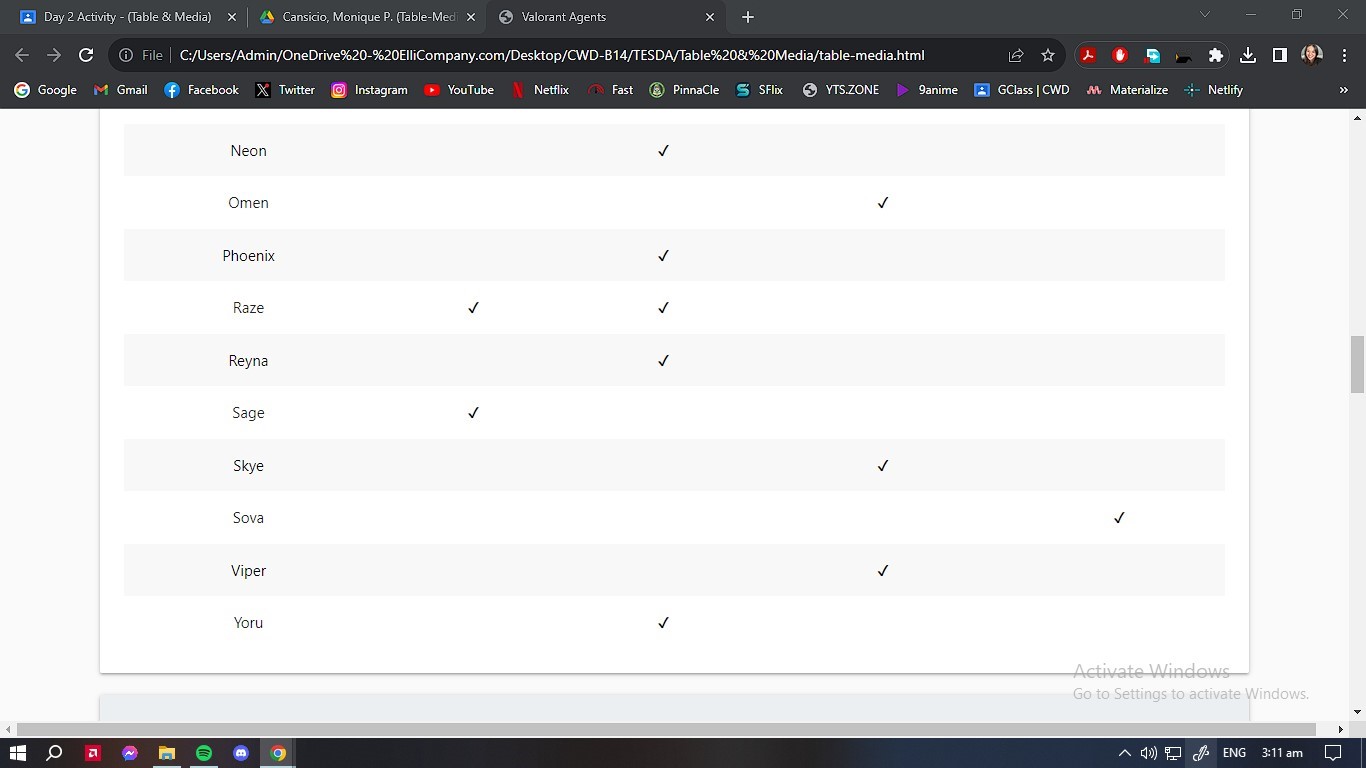 Day 2 Activity - (Table & Media)
Cansicio, Monique P. (Table-Med
Valorant Agents
File
C:/Users/Admin/OneDrive%20-%20ElliCompany.com/Desktop/CWD-B14/TESDA/Table%20&%20Media/table-media.html
Google Gmail Facebook Twitter Instagram YouTube Netflix Fast PinnaCle SFlix YTS.ZONE 9anime GClass | CWD Materialize Netlify »
Neon ✓
Omen ✓
Phoenix ✓
Raze ✓ ✓
Reyna ✓
Sage ✓
Skye ✓
Sova ✓
Viper ✓
Yoru ✓
Activate Windows
Go to Settings to activate Windows.
ENG 3:11 am